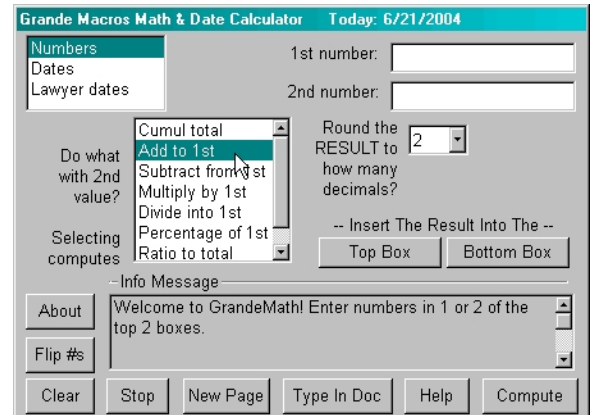 Grande Macros Math & Date Calculator Today: 6/21/2004
Numbers
Dates
Lawyer dates
1st number:
2nd number:
Do what
with 2nd
value?
Selecting
computes
Cumul total
Add to 1st
Subtract from 1st
Multiply by 1st
Divide into 1st
Percentage of 1st
Ratio to total
Round the
RESULT to
how many
decimals?
2
-- Insert The Result Into The --
Top Box Bottom Box
Info Message
Welcome to GrandeMath! Enter numbers in 1 or 2 of the
top 2 boxes.
About
Flip #s
Clear Stop New Page Type In Doc Help Compute